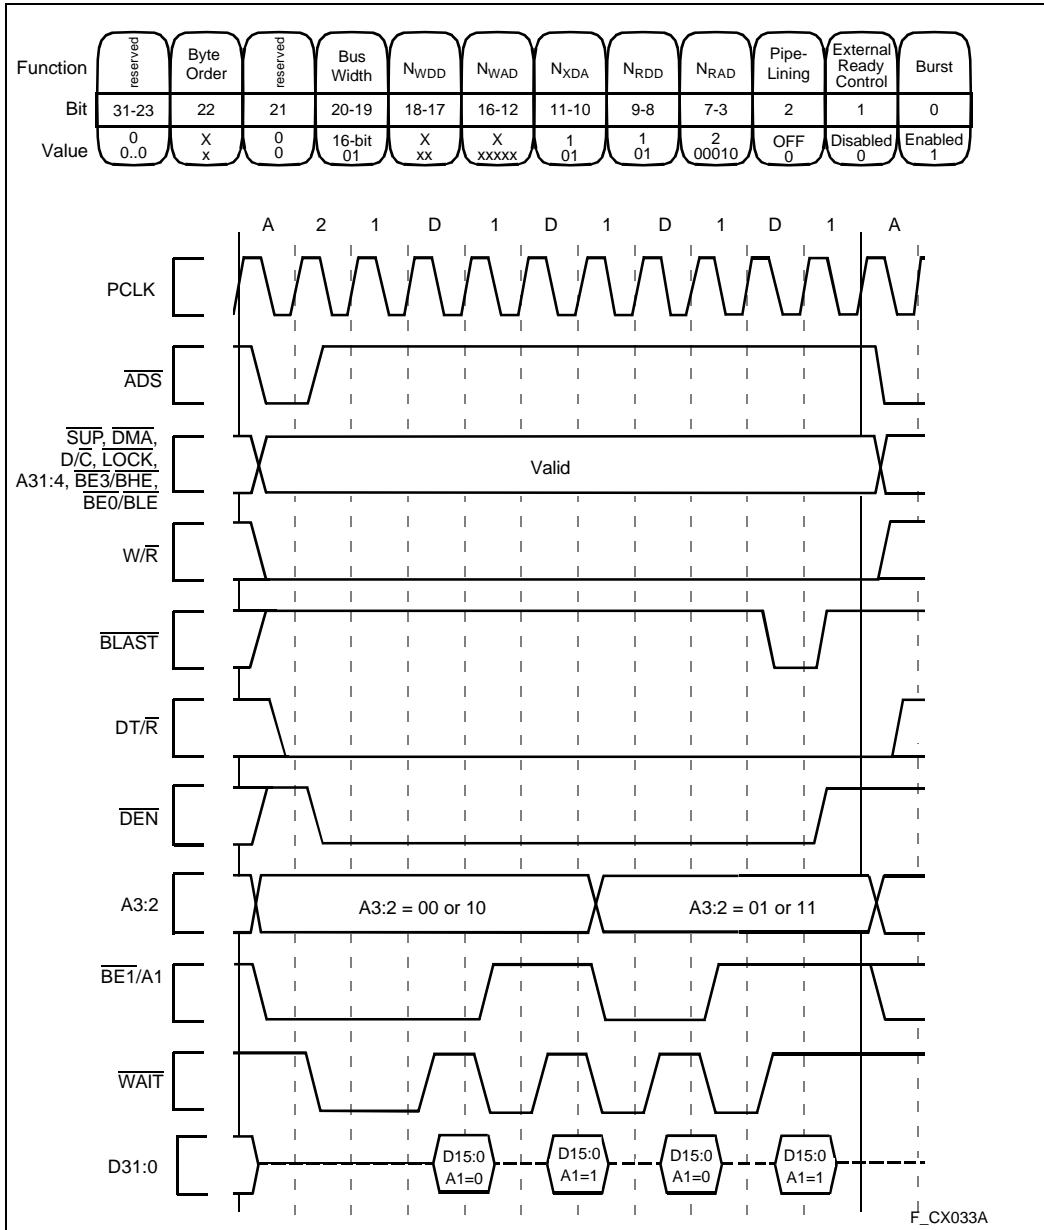 Function reserved Byte Order reserved Bus Width NWDD NWAD NXDA NRDD NRAD Pipe-Lining External Ready Control Burst
Bit 31-23 22 21 20-19 18-17 16-12 11-10 9-8 7-3 2 1 0
Value 0 0..0 X x 0 0 16-bit 01 X xx X xxxxx 1 01 1 01 2 00010 OFF 0 Disabled 0 Enabled 1
A 2 1 D 1 D 1 D 1 D 1 A
PCLK
ADS
SUP, DMA,
D/C, LOCK,
A31:4, BE3/BHE,
BE0/BLE
Valid
W/R
BLAST
DT/R
DEN
A3:2
A3:2 = 00 or 10
A3:2 = 01 or 11
BE1/A1
WAIT
D31:0
D15:0 D15:0 D15:0 D15:0
A1=0 A1=1 A1=0 A1=1
F_CX033A